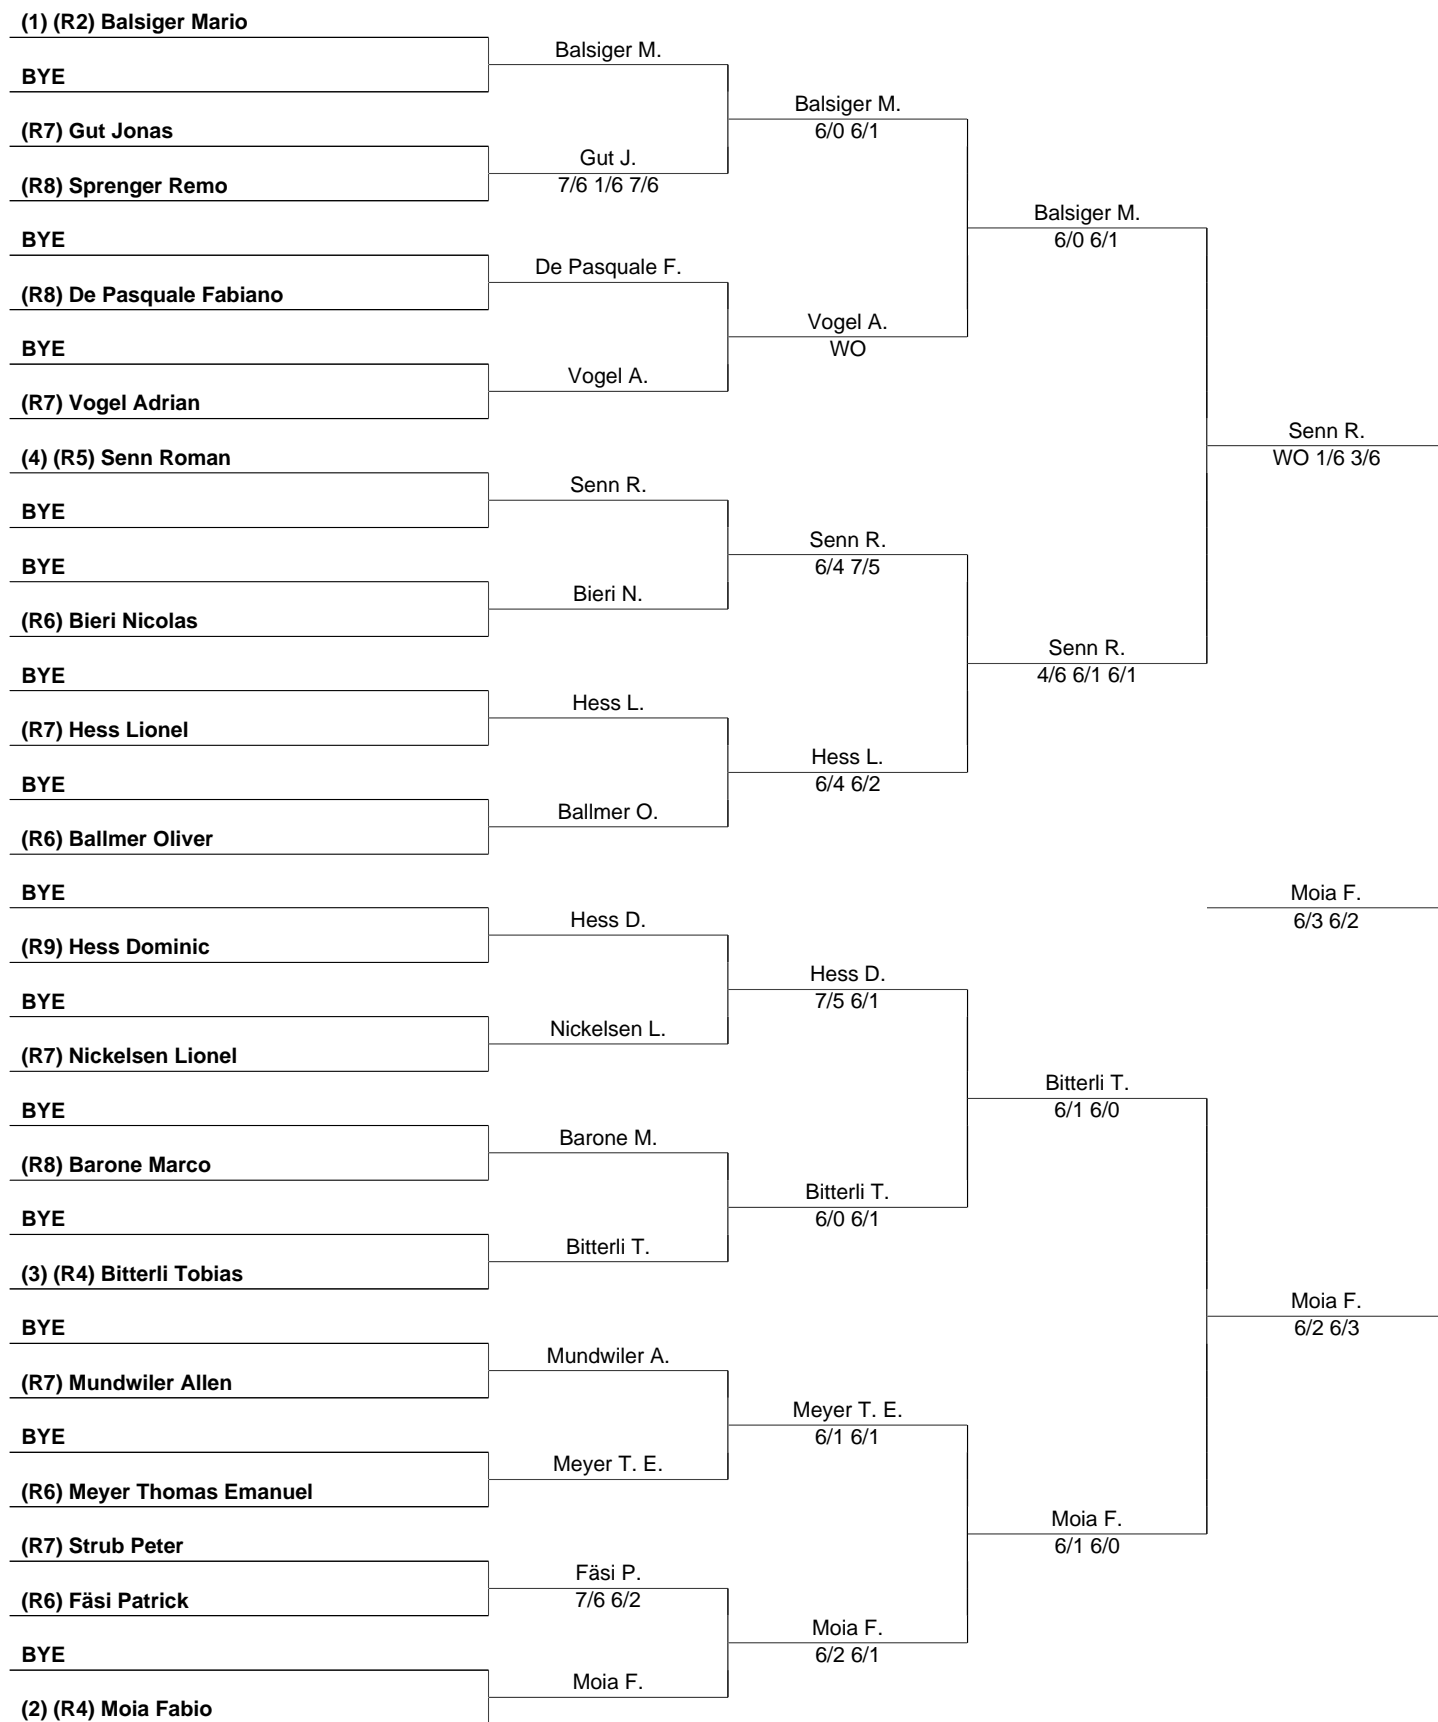 (1) (R2) Balsiger Mario
Balsiger M.
BYE
Balsiger M.
6/0 6/1
(R7) Gut Jonas
Gut J.
7/6 1/6 7/6
(R8) Sprenger Remo
Balsiger M.
6/0 6/1
BYE
De Pasquale F.
(R8) De Pasquale Fabiano
Vogel A.
WO
BYE
Vogel A.
(R7) Vogel Adrian
Senn R.
WO 1/6 3/6
(4) (R5) Senn Roman
Senn R.
BYE
Senn R.
6/4 7/5
BYE
Bieri N.
(R6) Bieri Nicolas
Senn R.
4/6 6/1 6/1
BYE
Hess L.
(R7) Hess Lionel
Hess L.
6/4 6/2
BYE
Ballmer O.
(R6) Ballmer Oliver
BYE
Moia F.
6/3 6/2
Hess D.
(R9) Hess Dominic
Hess D.
7/5 6/1
BYE
Nickelsen L.
(R7) Nickelsen Lionel
Bitterli T.
6/1 6/0
BYE
Barone M.
(R8) Barone Marco
Bitterli T.
6/0 6/1
BYE
Bitterli T.
(3) (R4) Bitterli Tobias
Moia F.
6/2 6/3
BYE
Mundwiler A.
(R7) Mundwiler Allen
Meyer T. E.
6/1 6/1
BYE
Meyer T. E.
(R6) Meyer Thomas Emanuel
Moia F.
6/1 6/0
(R7) Strub Peter
Fäsi P.
7/6 6/2
(R6) Fäsi Patrick
Moia F.
6/2 6/1
BYE
Moia F.
(2) (R4) Moia Fabio